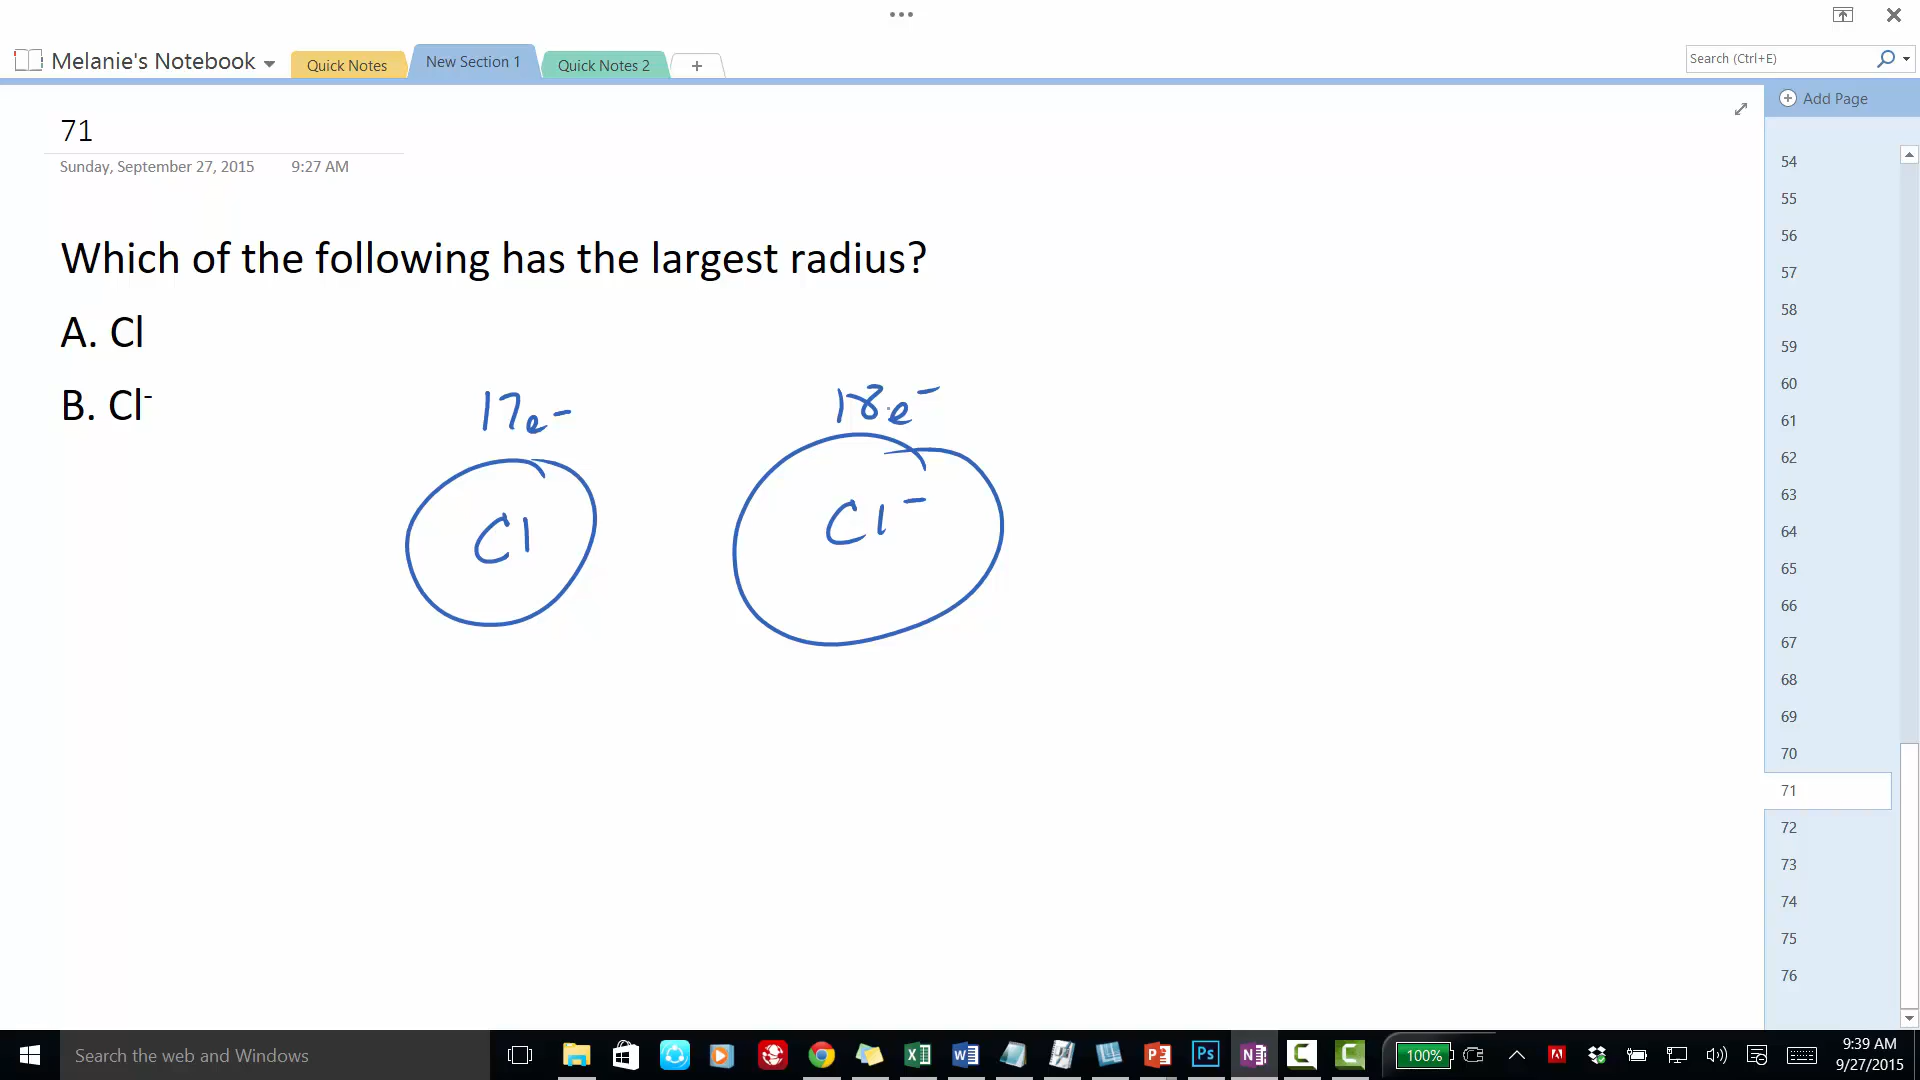 •••
Melanie's Notebook
Quick Notes
New Section 1
Quick Notes 2
+
Search (Ctrl+E)
Add Page
71
Sunday, September 27, 2015 9:27 AM
Which of the following has the largest radius?
A. Cl
B. Cl⁻
17e⁻
18e⁻
Cl
Cl⁻
54
55
56
57
58
59
60
61
62
63
64
65
66
67
68
69
70
71
72
73
74
75
76
Search the web and Windows
100%
9:39 AM
9/27/2015